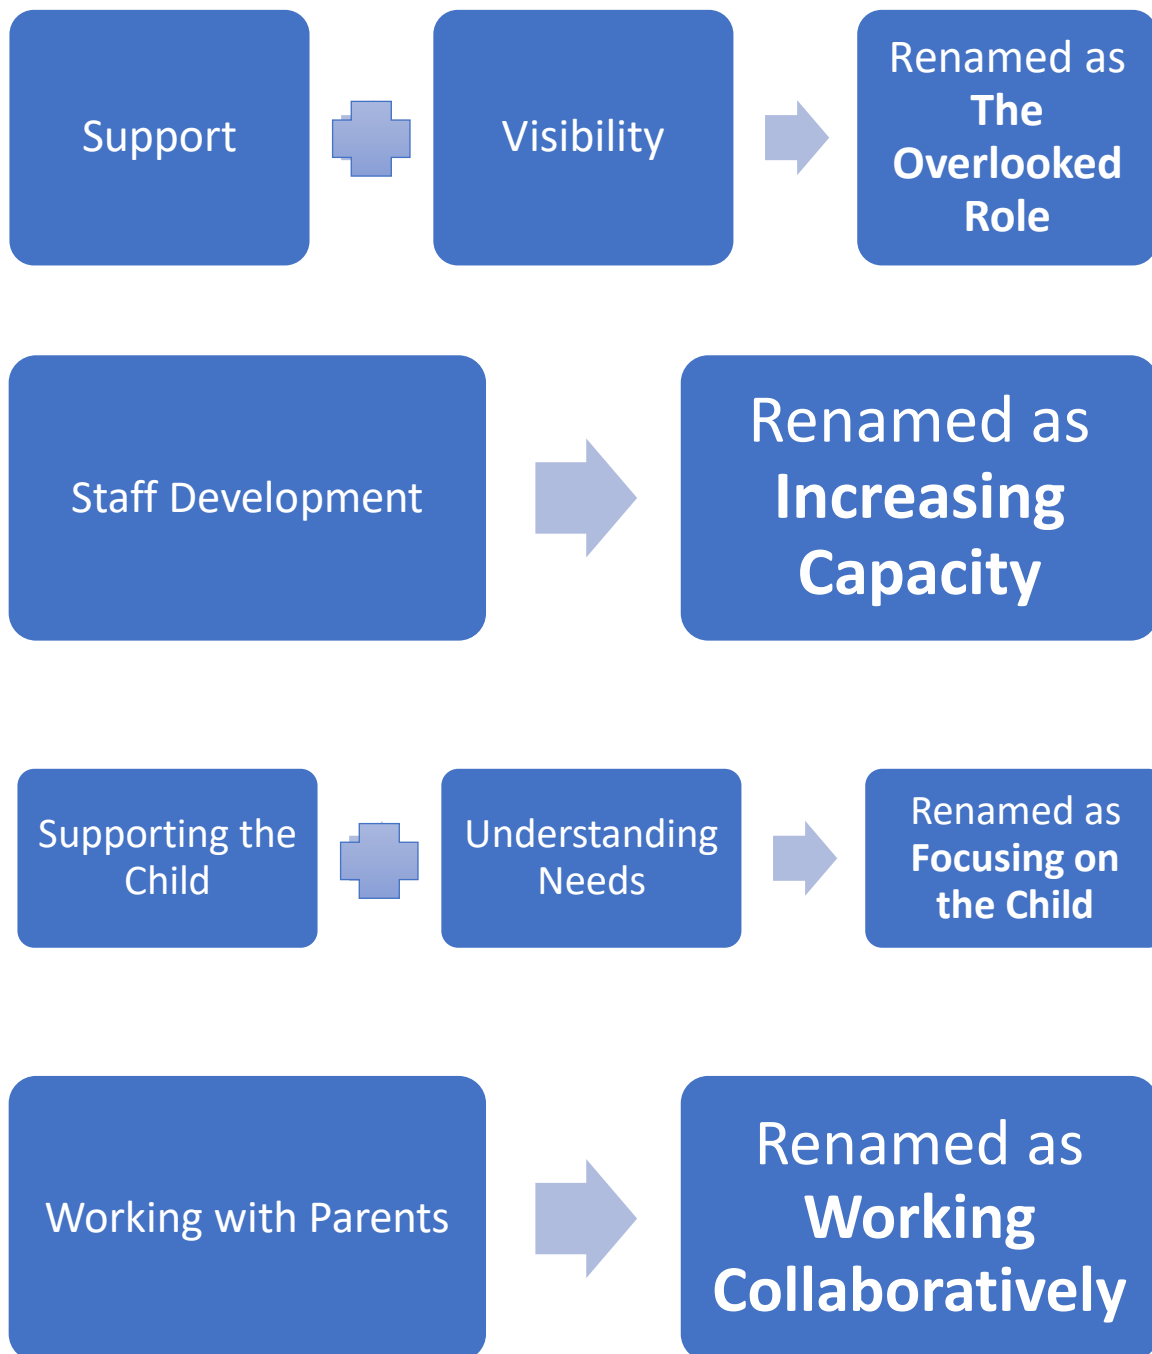 Support
Visibility
Renamed as
The
Overlooked
Role
Staff Development
Renamed as
Increasing
Capacity
Supporting the
Child
Understanding
Needs
Renamed as
Focusing on
the Child
Working with Parents
Renamed as
Working
Collaboratively